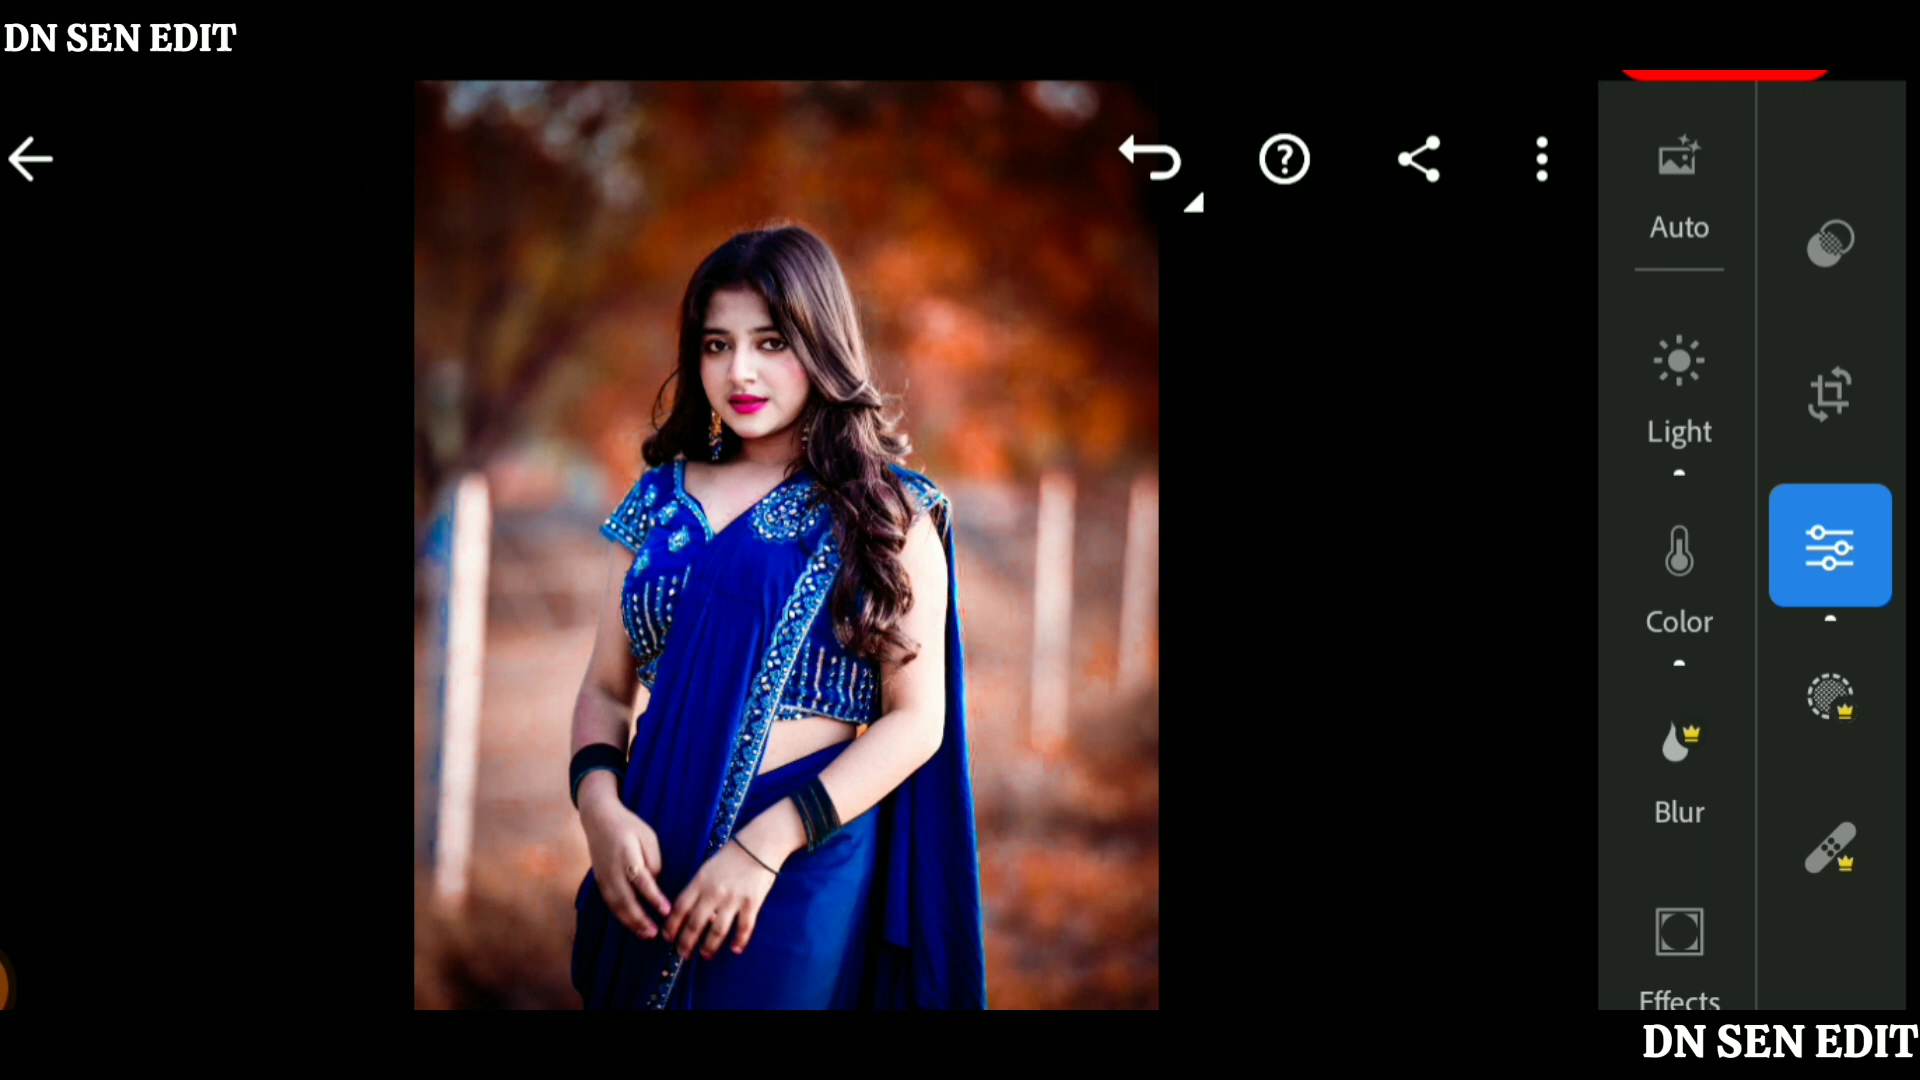 DN SEN EDIT
Auto
Light
Color
Blur
Effects
DN SEN EDIT